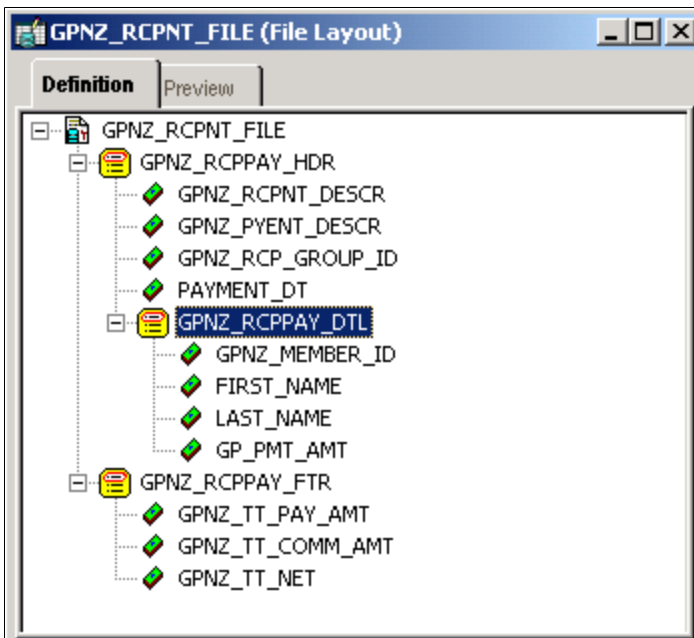 GPNZ_RCPNT_FILE (File Layout)
Definition Preview
GPNZ_RCPNT_FILE
GPNZ_RCPPAY_HDR
GPNZ_RCPNT_DESCR
GPNZ_PYENT_DESCR
GPNZ_RCP_GROUP_ID
PAYMENT_DT
GPNZ_RCPPAY_DTL
GPNZ_MEMBER_ID
FIRST_NAME
LAST_NAME
GP_PMT_AMT
GPNZ_RCPPAY_FTR
GPNZ_TT_PAY_AMT
GPNZ_TT_COMM_AMT
GPNZ_TT_NET